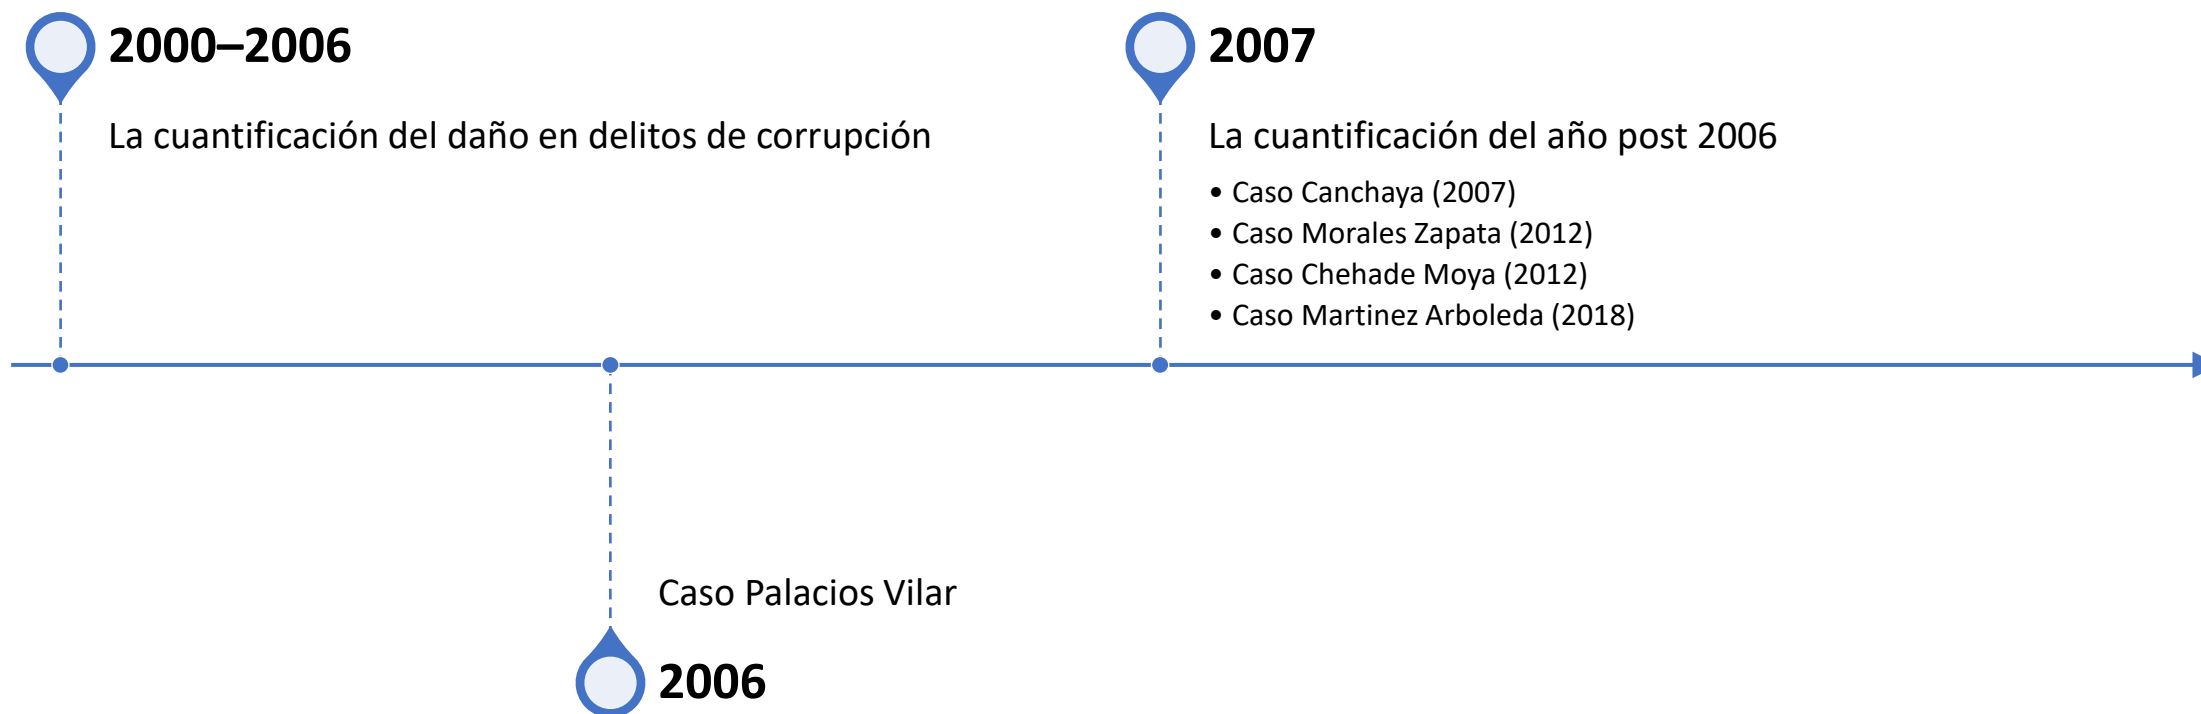 2000–2006
La cuantificación del daño en delitos de corrupción
2007
La cuantificación del año post 2006
• Caso Canchaya (2007)
• Caso Morales Zapata (2012)
• Caso Chehade Moya (2012)
• Caso Martinez Arboleda (2018)
Caso Palacios Vilar
2006